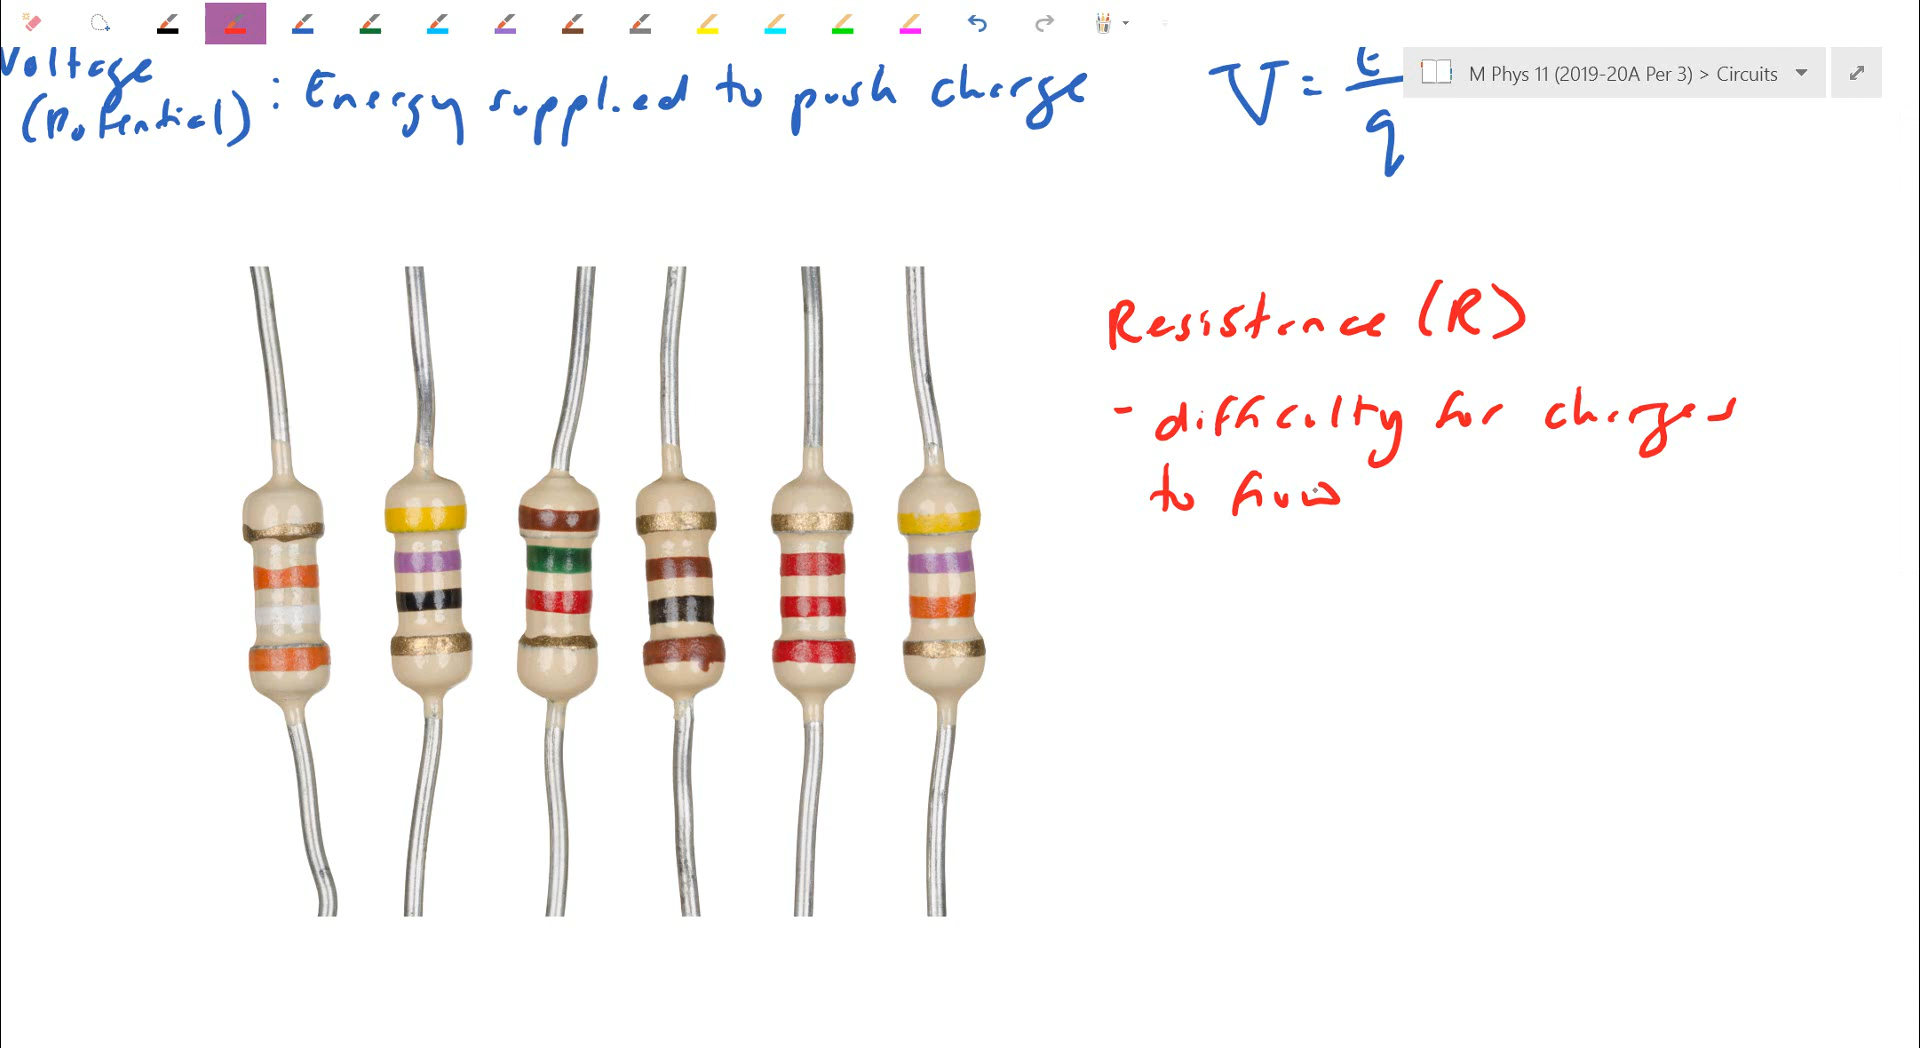 Voltage
(Potential) : Energy supplied to push charge
V = E/q
M Phys 11 (2019-20A Per 3) > Circuits
Resistance (R)
- difficulty for charges
to flow